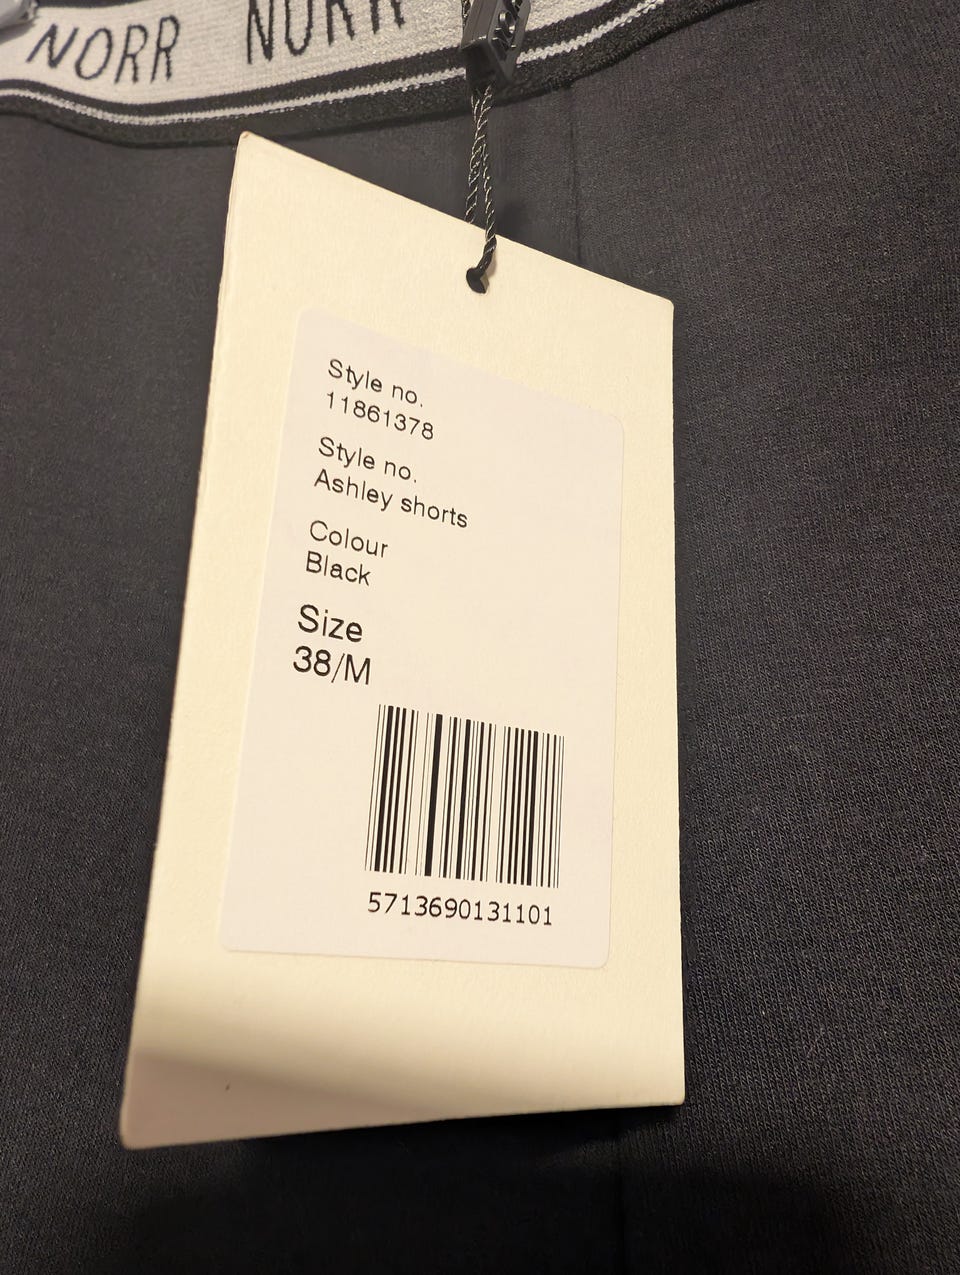 NORR NORR
Style no.
11861378
Style no.
Ashley shorts
Colour
Black
Size
38/M
5713690131101